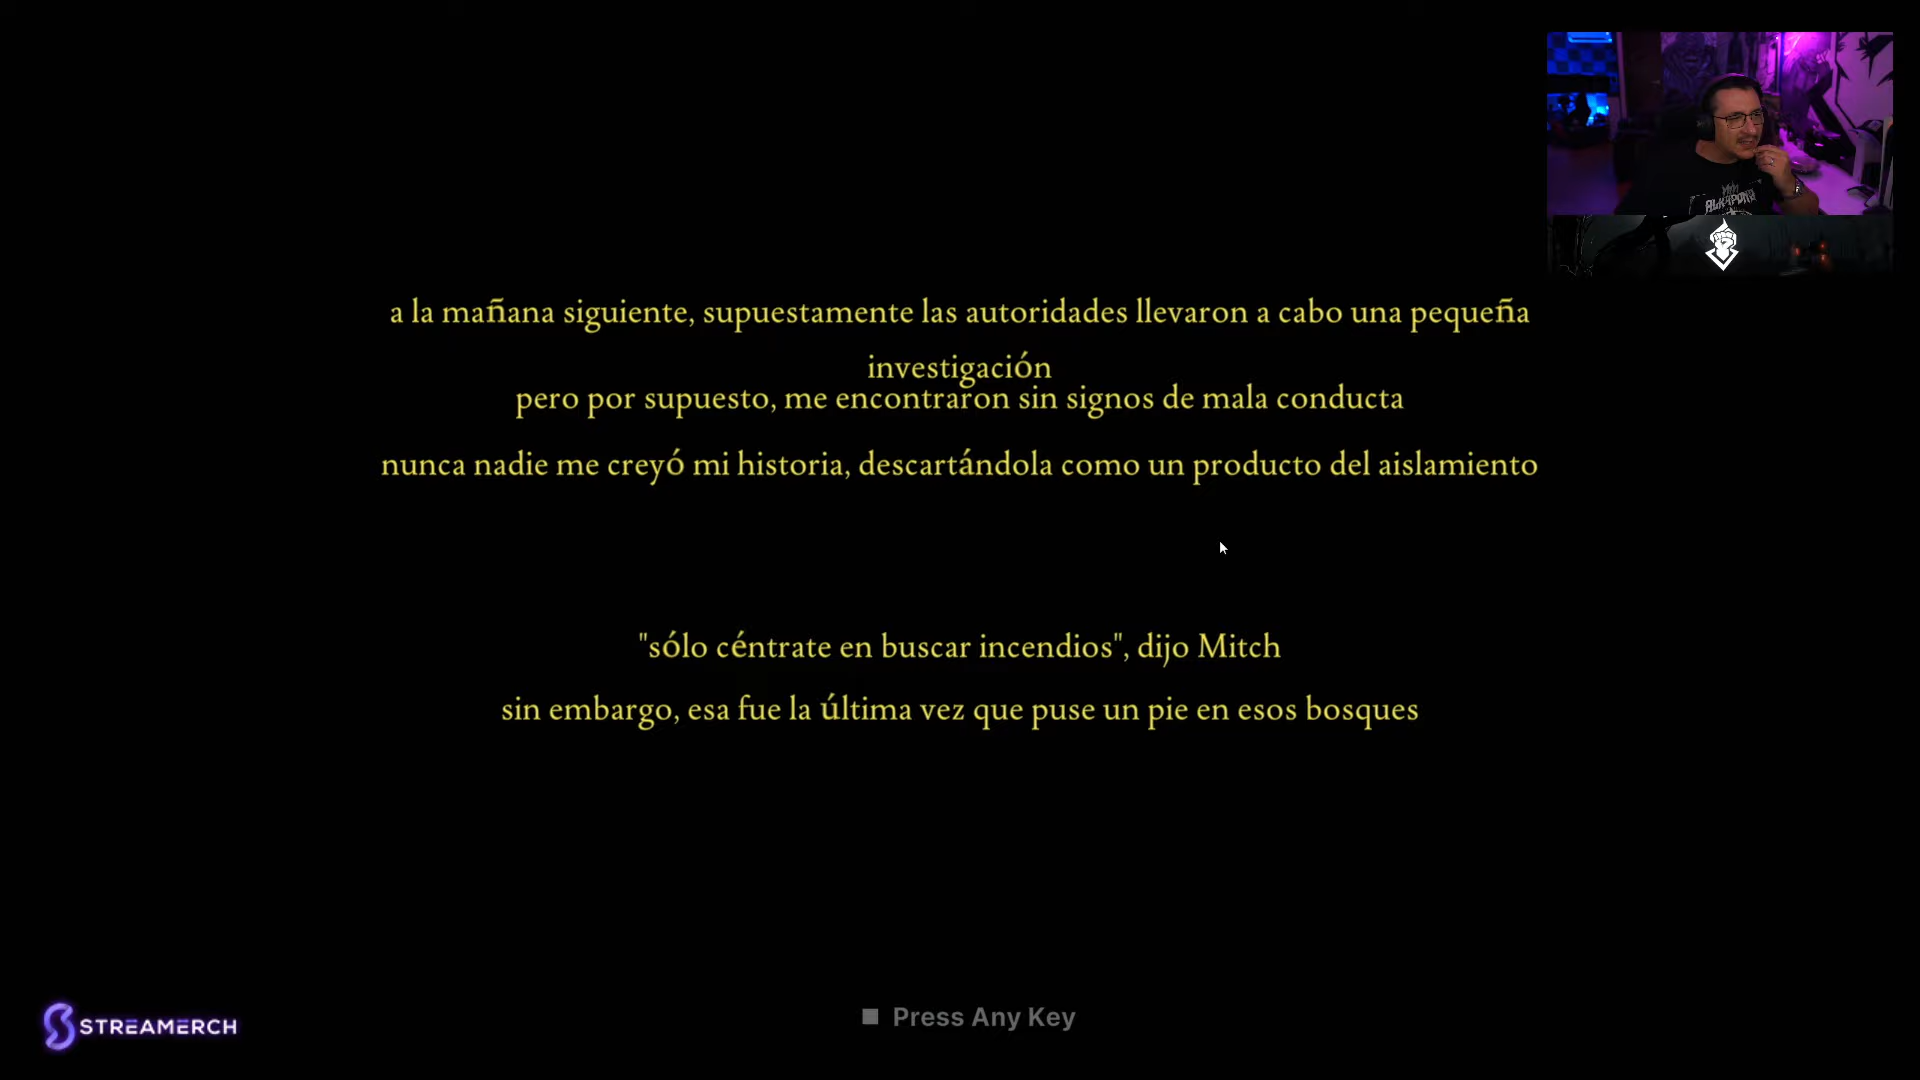 a la mañana siguiente, supuestamente las autoridades llevaron a cabo una pequeña
investigación
pero por supuesto, me encontraron sin signos de mala conducta
nunca nadie me creyó mi historia, descartándola como un producto del aislamiento
"sólo céntrate en buscar incendios", dijo Mitch
sin embargo, esa fue la última vez que puse un pie en esos bosques
Press Any Key
STREAMERCH